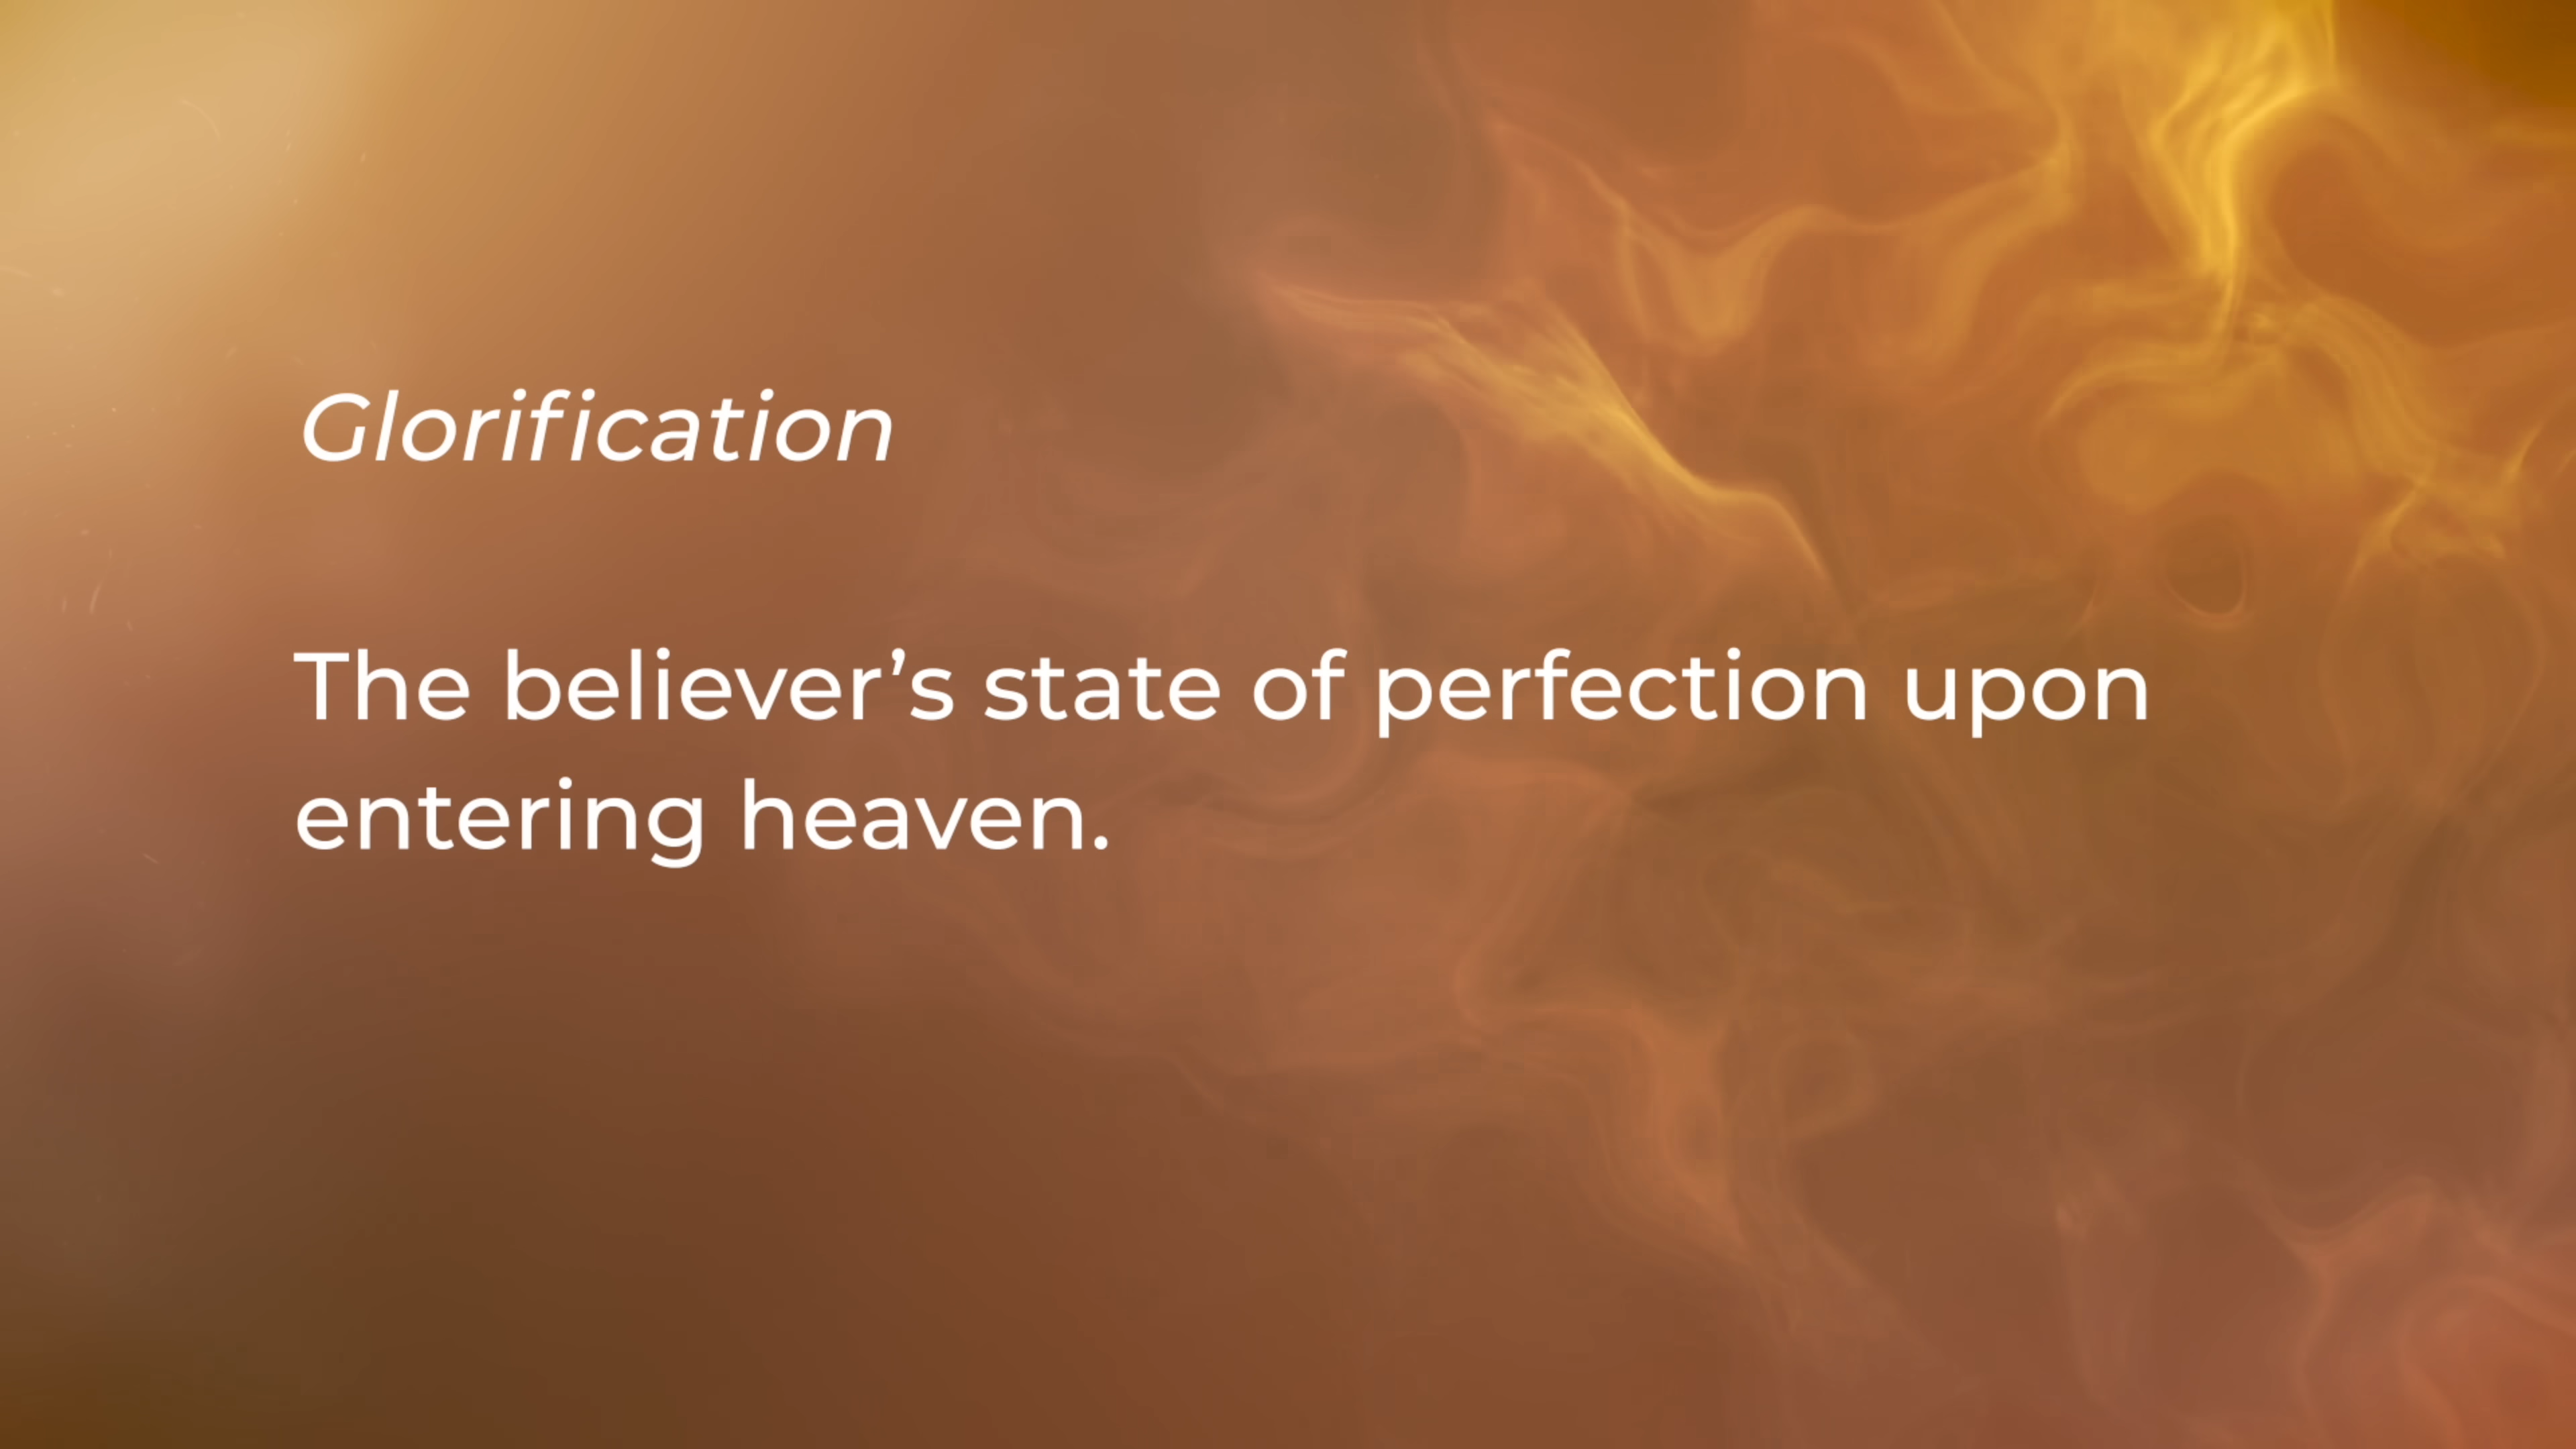 Glorification
The believer’s state of perfection upon
entering heaven.